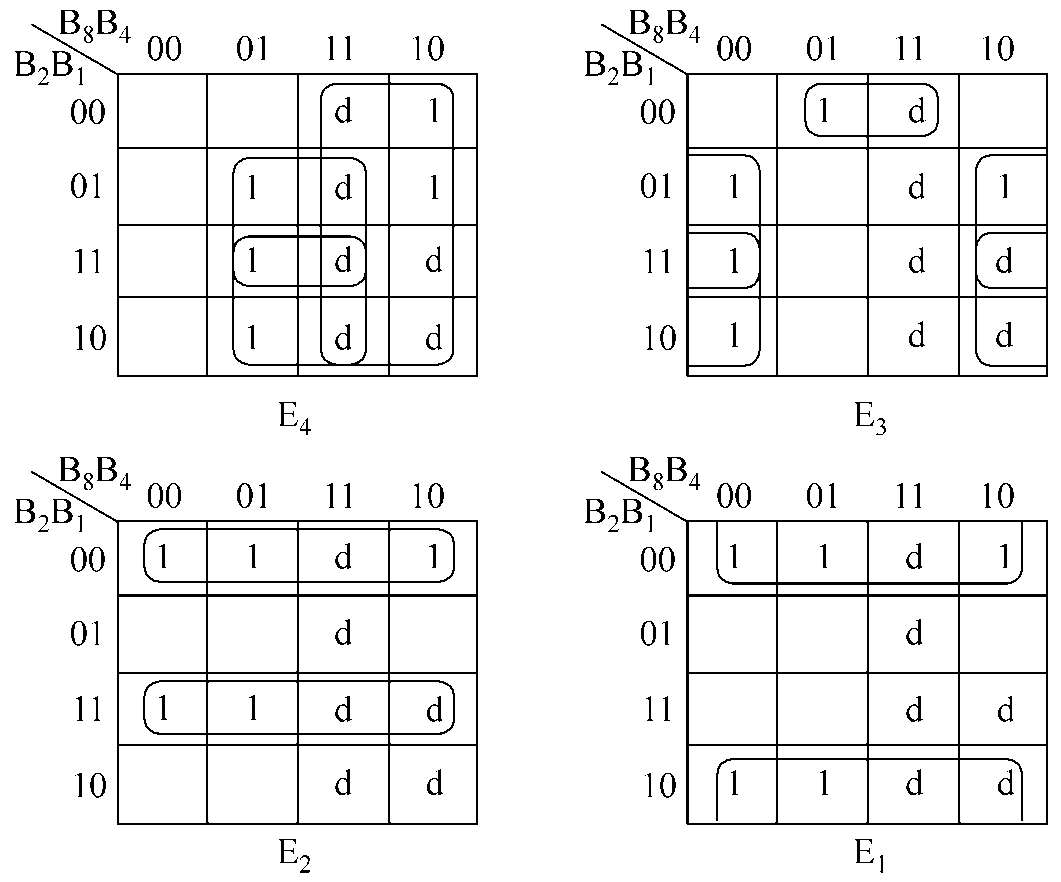 B₈B₄ 00 01 11 10
B₂B₁
00 d 1
01 1 d 1
11 1 d d
10 1 d d
E₄
B₈B₄ 00 01 11 10
B₂B₁
00 1 d
01 1 d 1
11 1 d d
10 1 d d
E₃
B₈B₄ 00 01 11 10
B₂B₁
00 1 1 d 1
01 d
11 1 1 d d
10 d d
E₂
B₈B₄ 00 01 11 10
B₂B₁
00 1 1 d 1
01 d
11 d d
10 1 1 d d
E₁